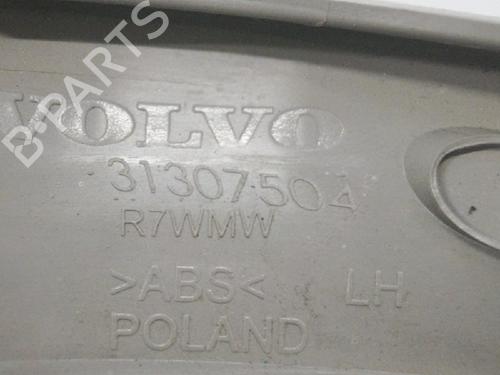 B-PARTS
VOLVO
31307504
R7WMW
>ABS< LH
POLAND